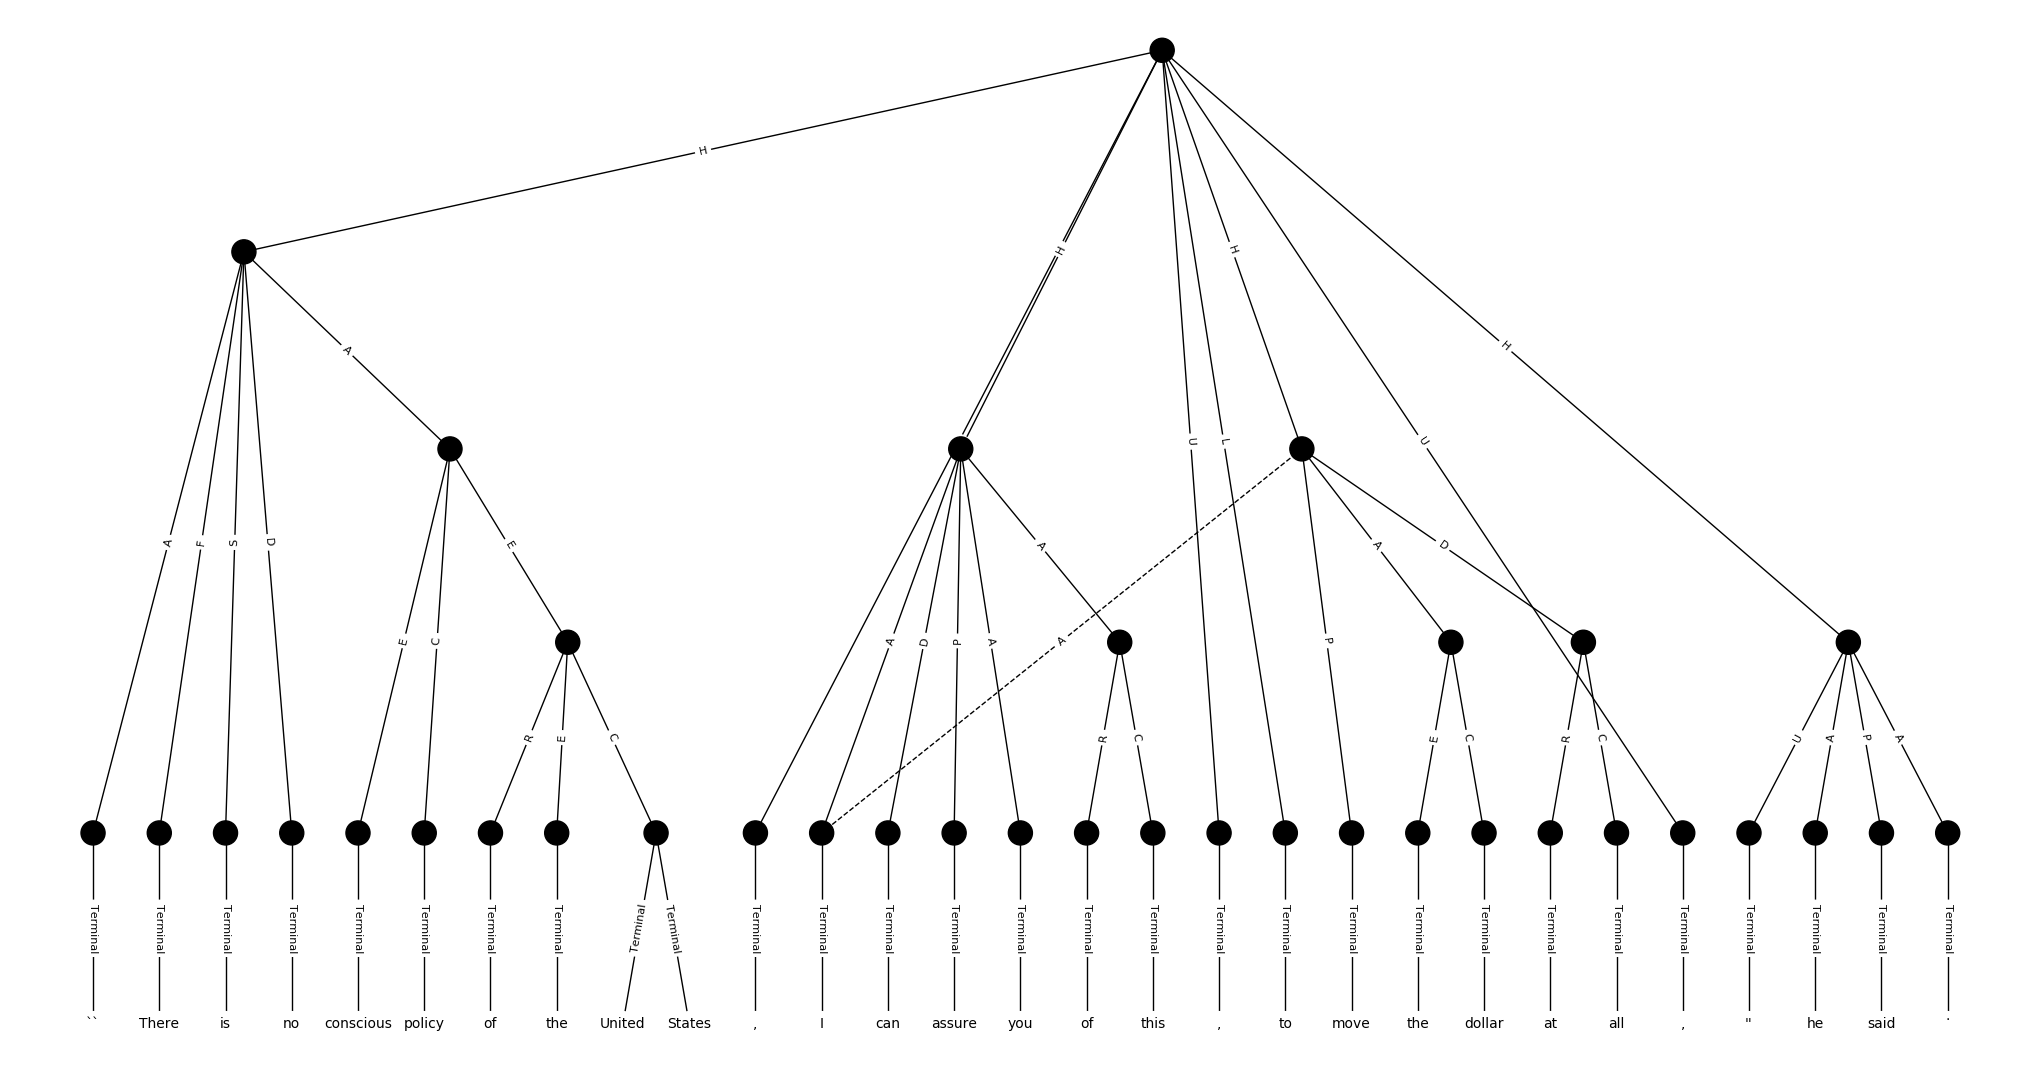 H
H H U L H U H
A F S D A
E C E
A D P A A A P A D
R E C
R C
E C
R C
U A P A
Terminal Terminal Terminal Terminal Terminal Terminal Terminal Terminal Terminal Terminal Terminal Terminal Terminal Terminal Terminal Terminal Terminal Terminal Terminal Terminal Terminal Terminal Terminal Terminal Terminal Terminal Terminal Terminal Terminal
`` There is no conscious policy of the United States , I can assure you of this , to move the dollar at all , " he said .